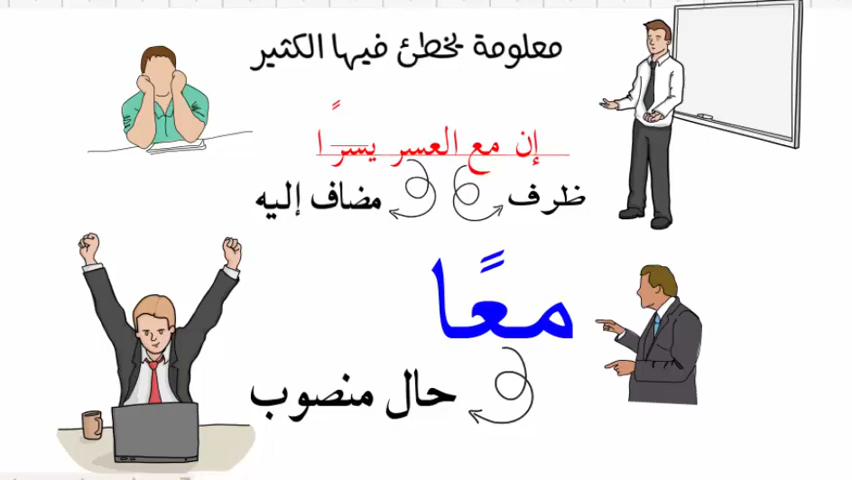 معلومة يخطئ فيها الكثير
إن مع العسر يسرًا
ظرف مضاف إليه
معًا
حال منصوب